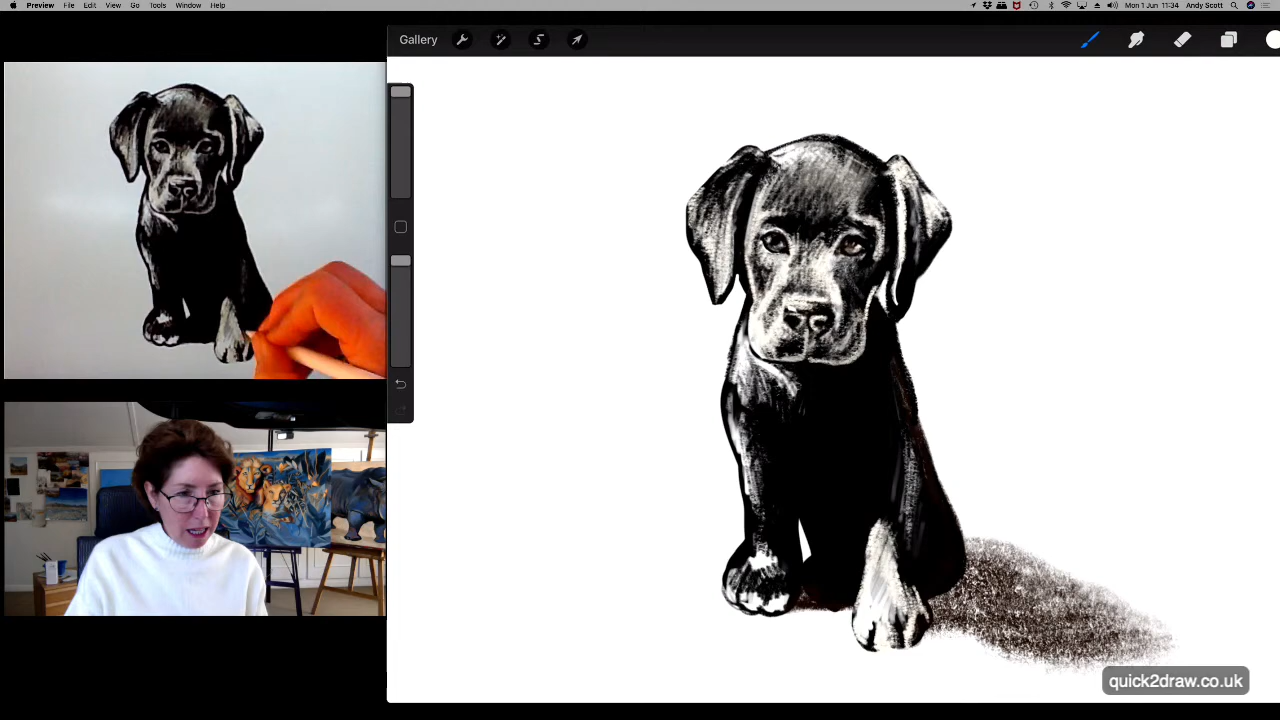 Preview File Edit View Go Tools Window Help
Mon 1 Jun 11:34 Andy Scott
Gallery
quick2draw.co.uk